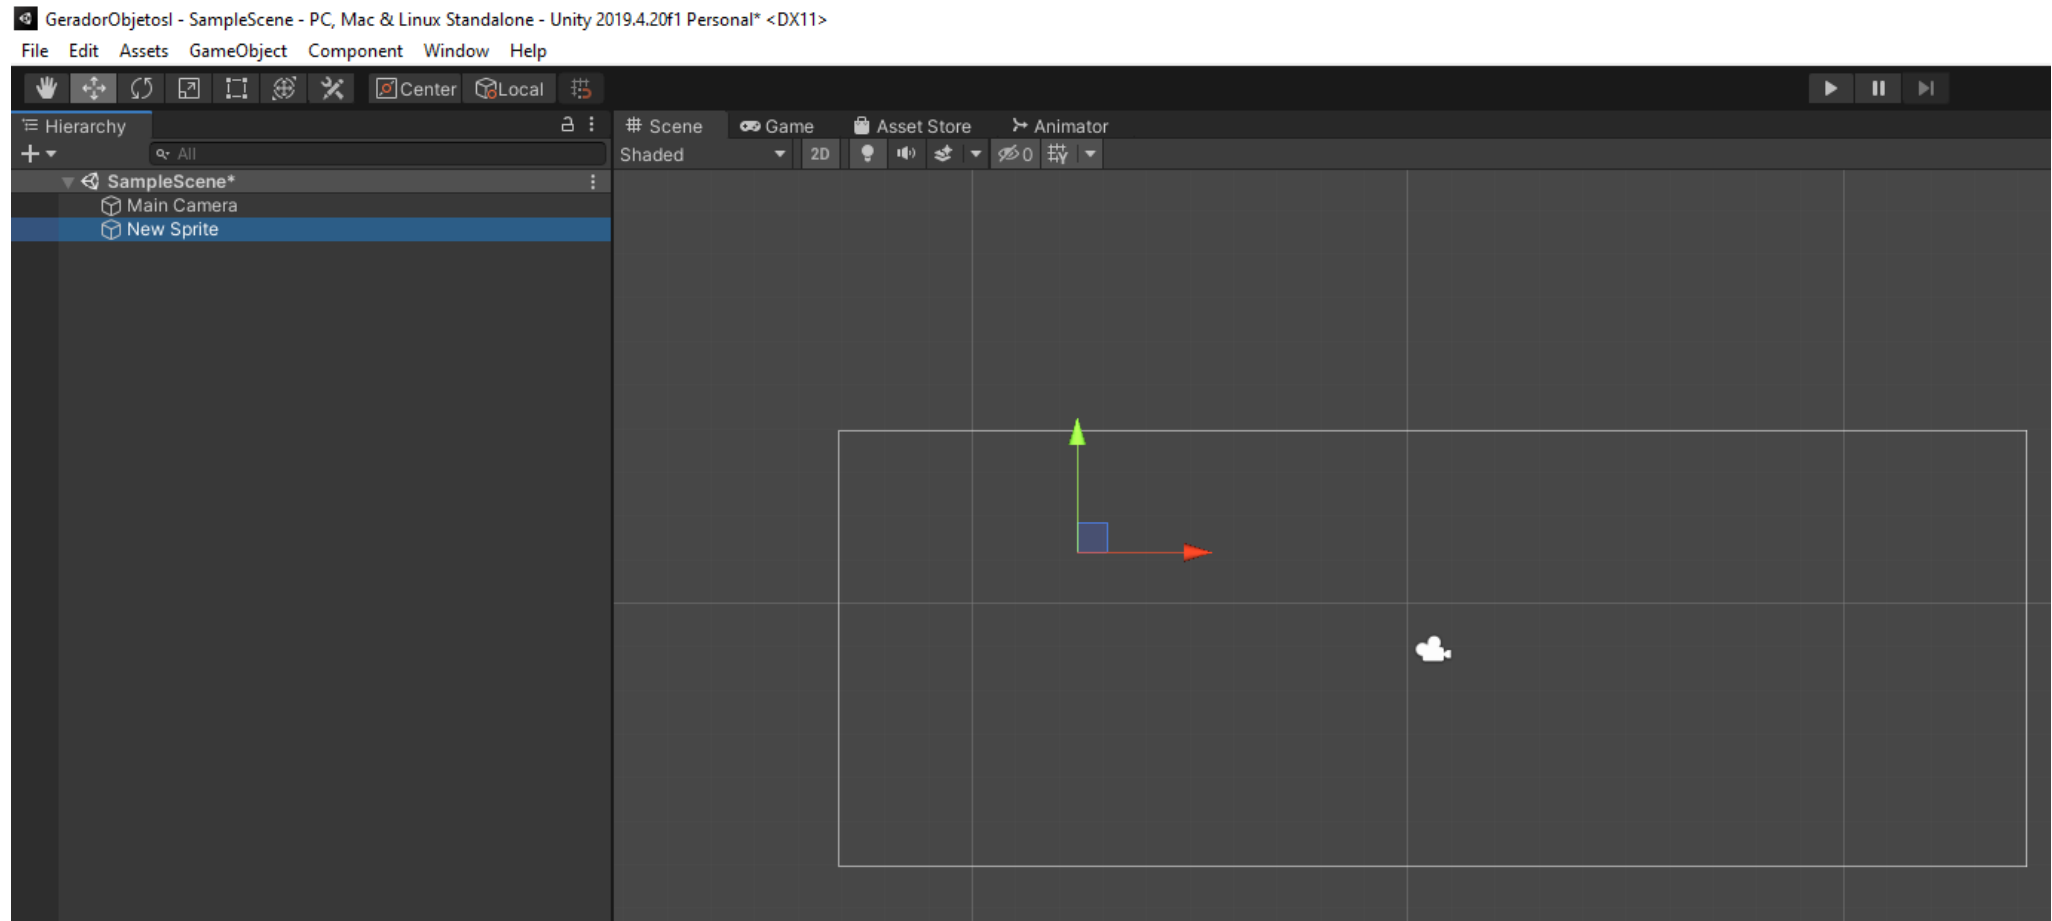 GeradorObjetosI - SampleScene - PC, Mac & Linux Standalone - Unity 2019.4.20f1 Personal* <DX11>
File Edit Assets GameObject Component Window Help
Center Local
Hierarchy
All
SampleScene*
Main Camera
New Sprite
Scene Game Asset Store Animator
Shaded 2D 0